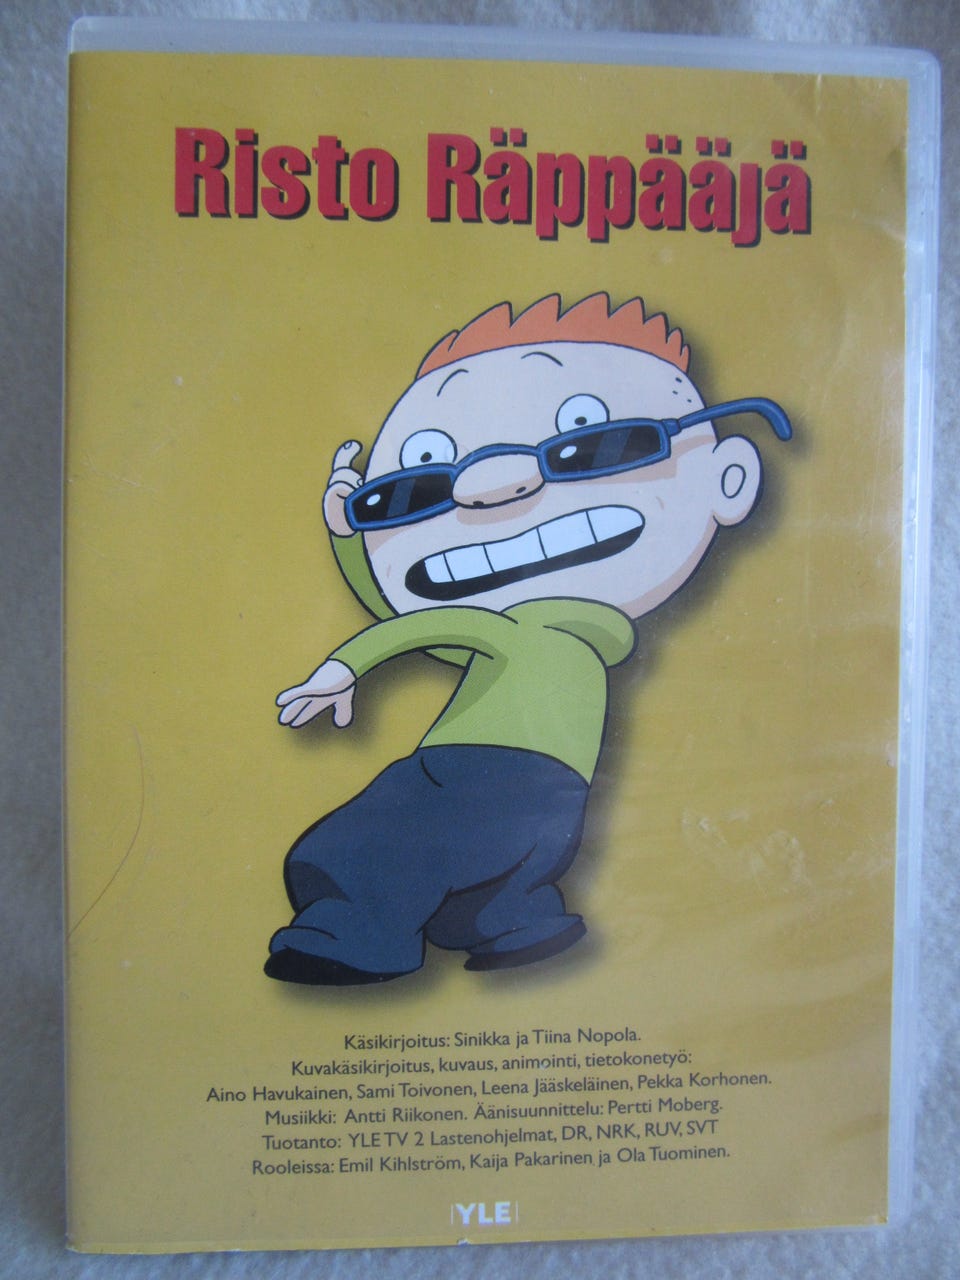 Risto Räppääjä
Käsikirjoitus: Sinikka ja Tiina Nopola.
Kuvakäsikirjoitus, kuvaus, animointi, tietokonetyö:
Aino Havukainen, Sami Toivonen, Leena Jääskeläinen, Pekka Korhonen.
Musiikki: Antti Riikonen. Äänisuunnittelu: Pertti Moberg.
Tuotanto: YLE TV 2 Lastenohjelmat, DR, NRK, RUV, SVT
Rooleissa: Emil Kihlström, Kaija Pakarinen ja Ola Tuominen.
YLE